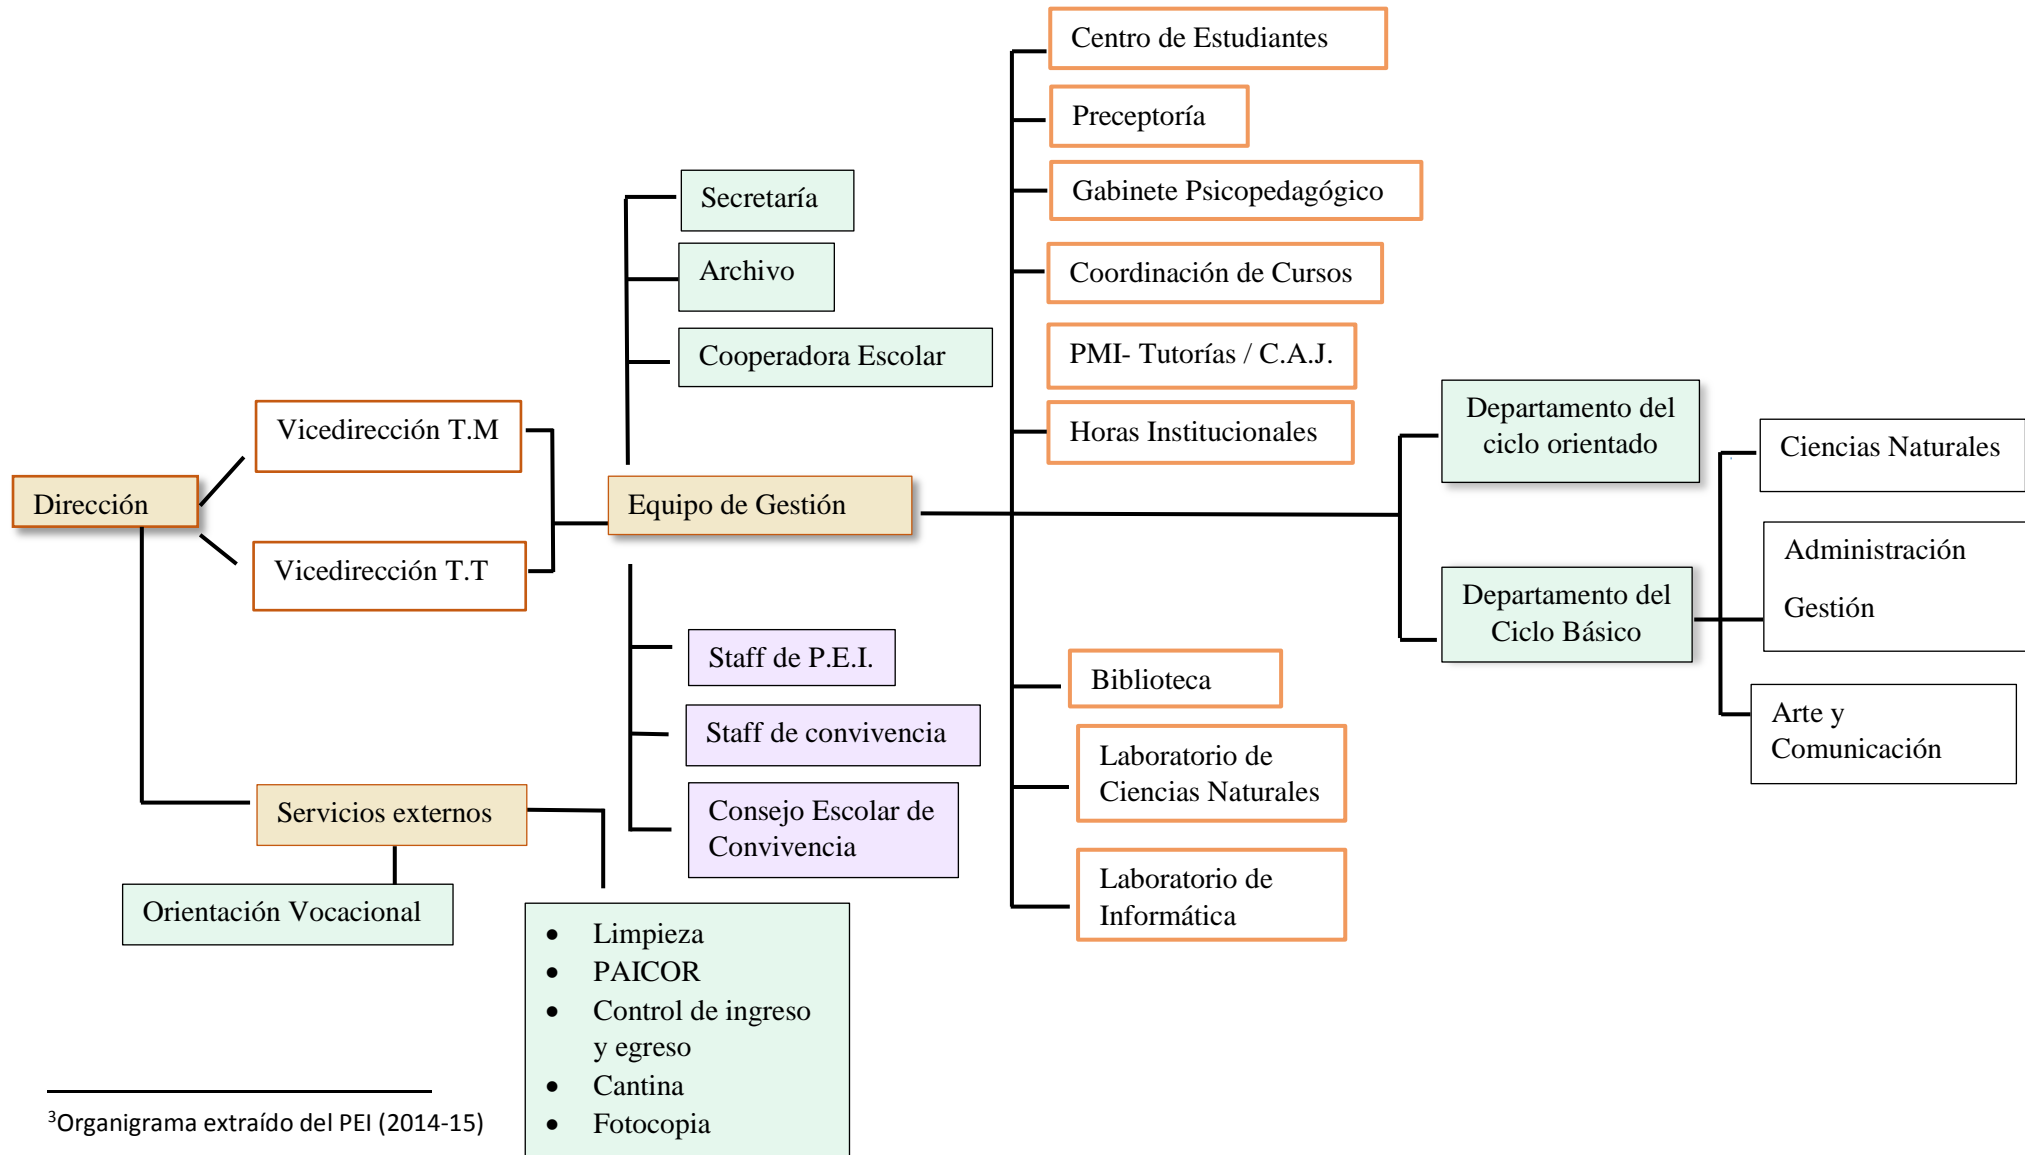 Dirección
Vicedirección T.M
Vicedirección T.T
Servicios externos
Orientación Vocacional
• Limpieza
• PAICOR
• Control de ingreso
y egreso
• Cantina
• Fotocopia
Secretaría
Archivo
Cooperadora Escolar
Equipo de Gestión
Staff de P.E.I.
Staff de convivencia
Consejo Escolar de
Convivencia
Centro de Estudiantes
Preceptoría
Gabinete Psicopedagógico
Coordinación de Cursos
PMI- Tutorías / C.A.J.
Horas Institucionales
Biblioteca
Laboratorio de
Ciencias Naturales
Laboratorio de
Informática
Departamento del
ciclo orientado
Departamento del
Ciclo Básico
Ciencias Naturales
Administración
Gestión
Arte y
Comunicación
³Organigrama extraído del PEI (2014-15)